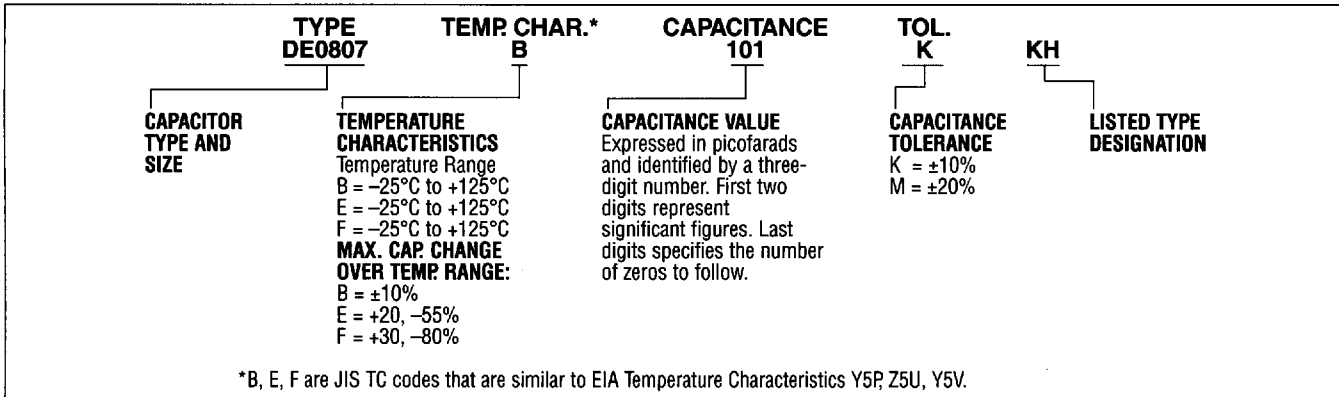 TYPE TEMP. CHAR.* CAPACITANCE TOL.
DE0807 B 101 K KH
CAPACITOR
TYPE AND
SIZE
TEMPERATURE
CHARACTERISTICS
Temperature Range
B = –25°C to +125°C
E = –25°C to +125°C
F = –25°C to +125°C
MAX. CAP. CHANGE
OVER TEMP. RANGE:
B = ±10%
E = +20, –55%
F = +30, –80%
CAPACITANCE VALUE
Expressed in picofarads
and identified by a three-
digit number. First two
digits represent
significant figures. Last
digits specifies the number
of zeros to follow.
CAPACITANCE
TOLERANCE
K = ±10%
M = ±20%
LISTED TYPE
DESIGNATION
*B, E, F are JIS TC codes that are similar to EIA Temperature Characteristics Y5P, Z5U, Y5V.